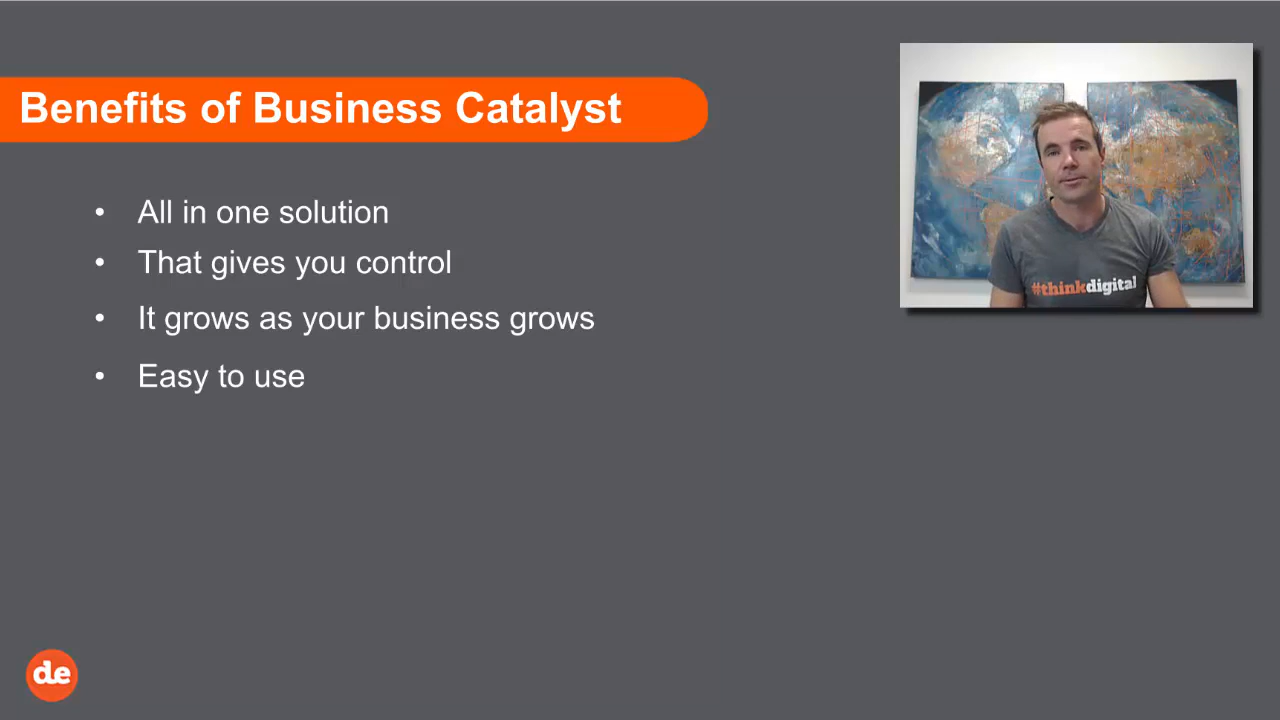 Benefits of Business Catalyst
• All in one solution
• That gives you control
• It grows as your business grows
• Easy to use
#thinkdigital
de